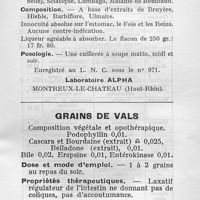 Belley, Sciatique, Lumbago, Maladie de Bouillaud.
Composition. — A base d'extraits de Bruyère,
Hieble, Barbiflore, Ulmaire.
Innocuité absolue sur l'estomac, le Foie et les Reins.
Aucune contre-indication.
Liqueur agréable à absorber. Le flacon de 250 gr.:
17 fr. 80.
Posologie. — Une cuillerée à soupe matin, midi et
soir.
Enregistré au L. N. C. sous le n° 971.
Laboratoire ALPHA
MONTREUX-LE-CHATEAU (Haut-Rhin).
GRAINS DE VALS
Composition végétale et opothérapique.
Podophyllin 0,01.
Cascara et Bourdaine (extrait) à 0,025,
Belladone (extrait), 0,01.
Bile 0,02, Erepsine 0,01, Entérokinase 0,01.
Dose et mode d'emploi. — 1 à 2 grains
au repas du soir.
Propriétés thérapeutiques. — Laxatif
régulateur de l'intestin ne donnant pas de
coliques, pas d'accoutumance.